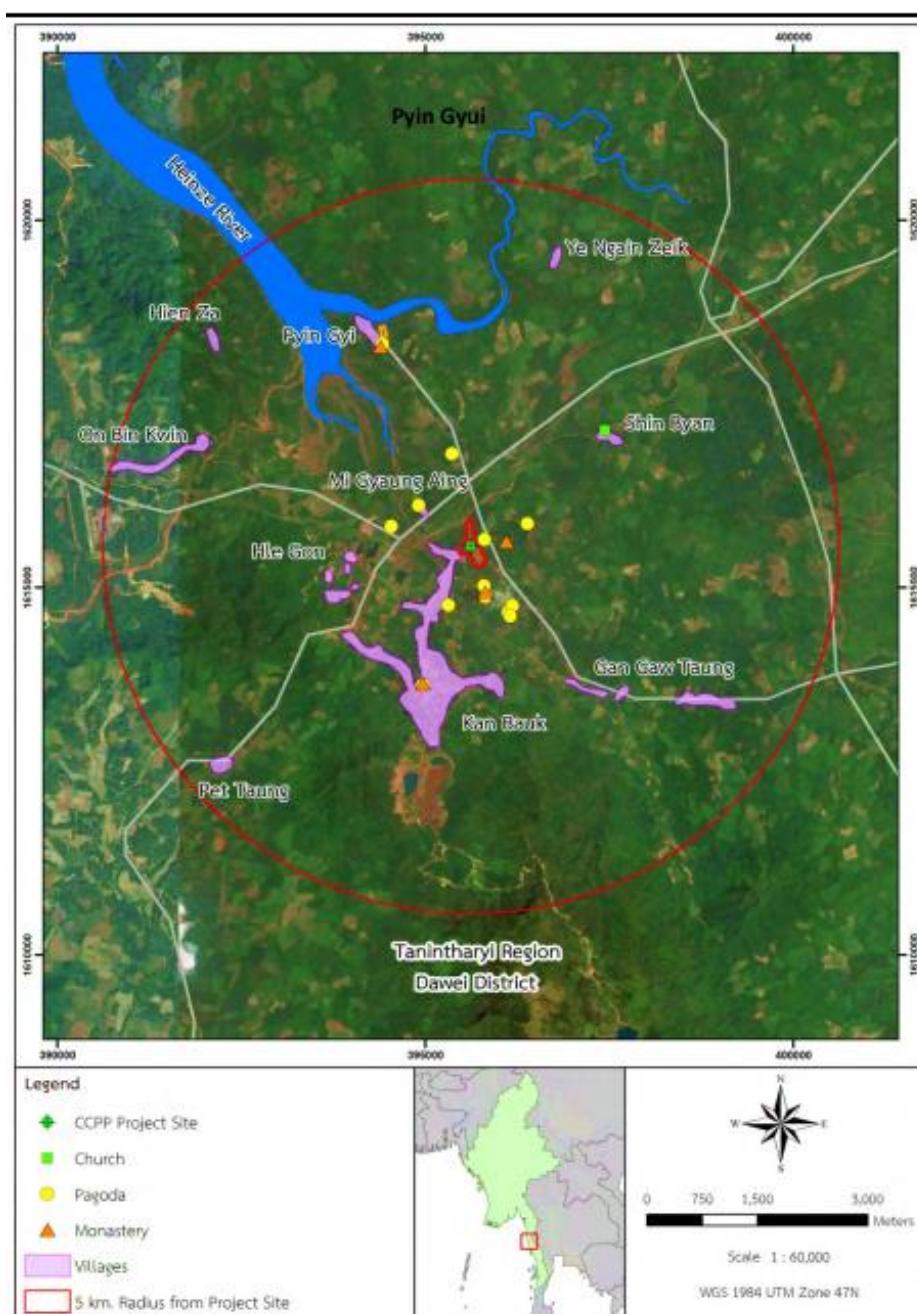 390000 395000 400000
Pyin Gyui
Heinze River
1620000 1620000
Ye Ngain Zeik
Hien Za
Pyin Gyi
Shin Byan
On Bin Kwin
Mi Gyaung Aing
Hle Gon
1615000 1615000
Gan Gaw Taung
Kan Bauk
Pet Taung
Tanintharyi Region
Dawei District
1610000 1610000
390000 395000 400000
Legend
CCPP Project Site
Church
Pagoda
Monastery
Villages
5 km. Radius from Project Site
N
W E
S
0 750 1,500 3,000
Meters
Scale 1 : 60,000
WGS 1984 UTM Zone 47N